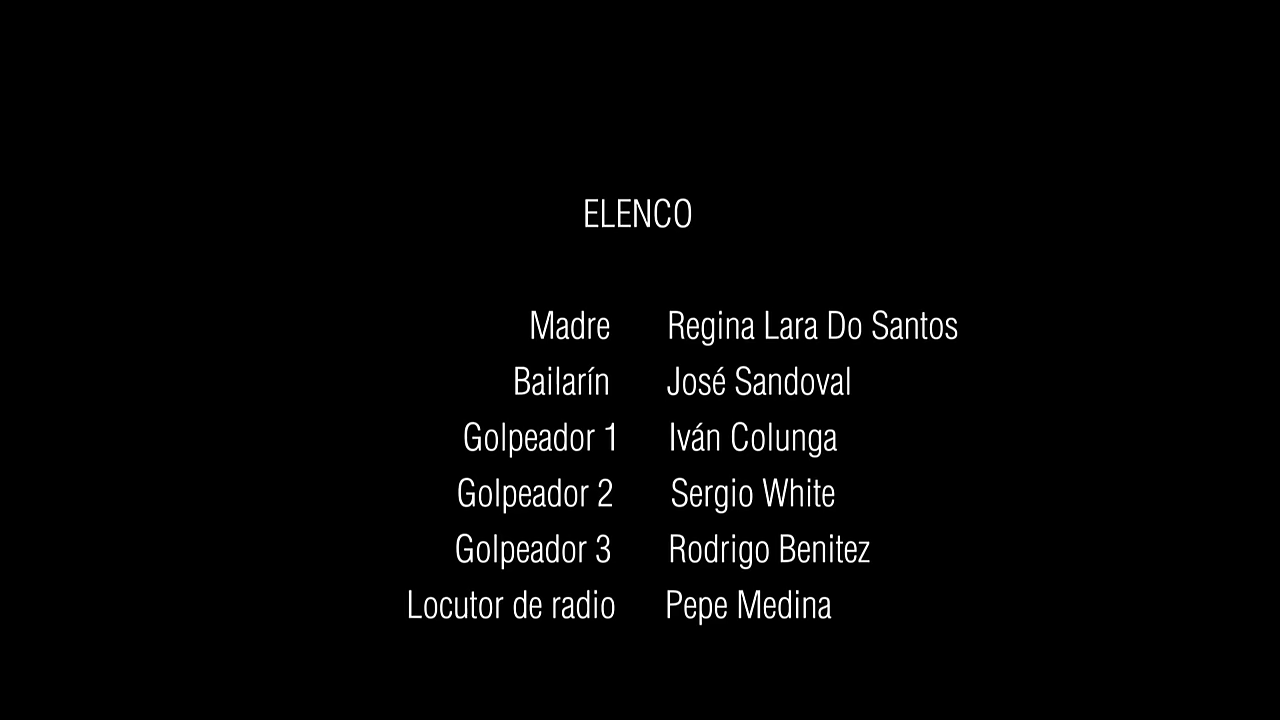 ELENCO
Madre Regina Lara Do Santos
Bailarín José Sandoval
Golpeador 1 Iván Colunga
Golpeador 2 Sergio White
Golpeador 3 Rodrigo Benitez
Locutor de radio Pepe Medina